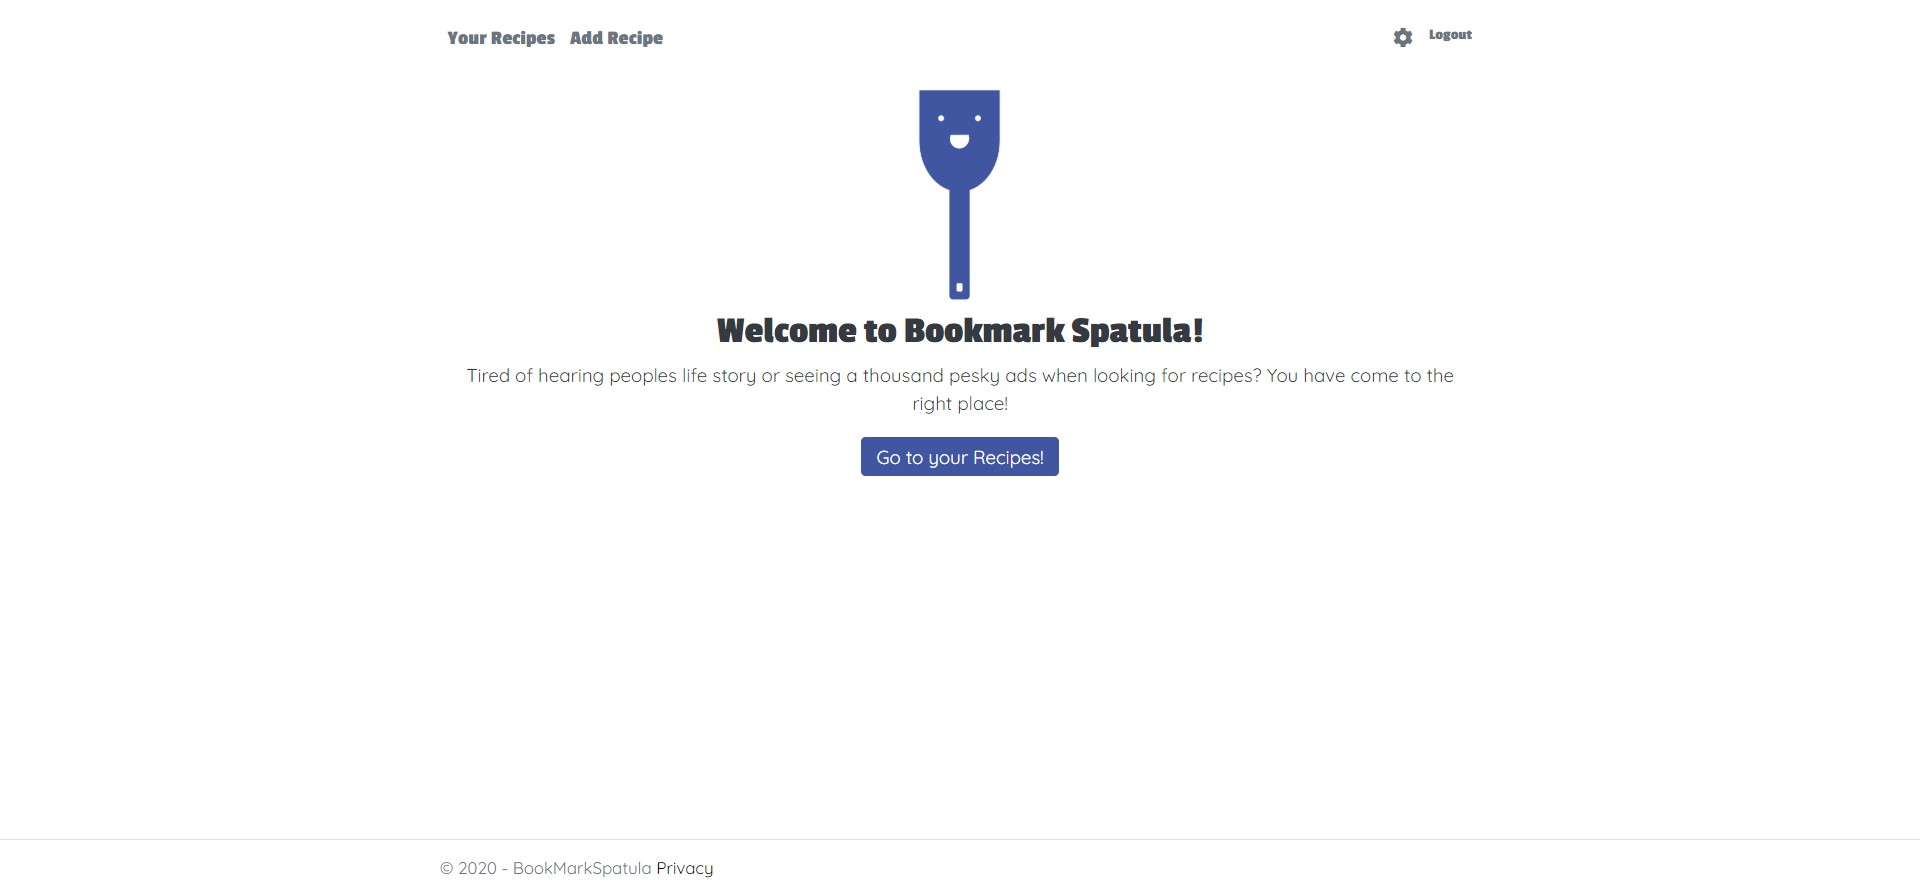 Your Recipes Add Recipe Logout
Welcome to Bookmark Spatula!
Tired of hearing peoples life story or seeing a thousand pesky ads when looking for recipes? You have come to the
right place!
Go to your Recipes!
© 2020 - BookMarkSpatula Privacy